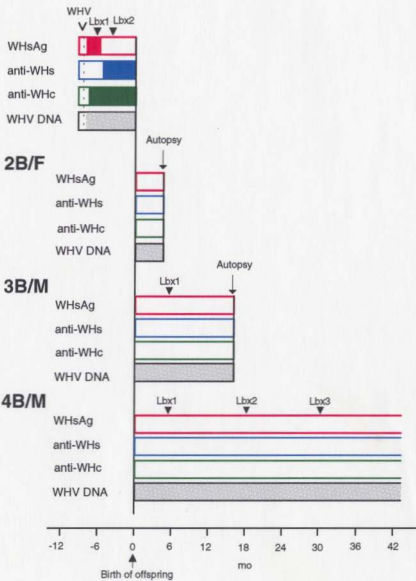 WHV
Lbx1 Lbx2
WHsAg
anti-WHs
anti-WHc
WHV DNA
Autopsy
2B/F
WHsAg
anti-WHs
anti-WHc
WHV DNA
Autopsy
3B/M
Lbx1
WHsAg
anti-WHs
anti-WHc
WHV DNA
4B/M
Lbx1 Lbx2 Lbx3
WHsAg
anti-WHs
anti-WHc
WHV DNA
-12 -6 0 6 12 18 24 30 36 42
mo
Birth of offspring